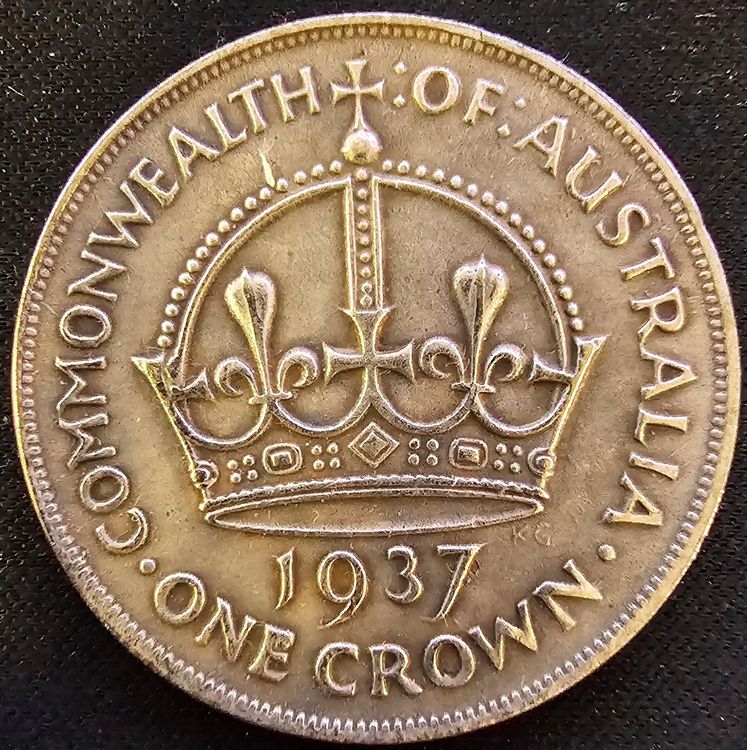 COMMONWEALTH : OF : AUSTRALIA
KG
1937
· ONE CROWN ·